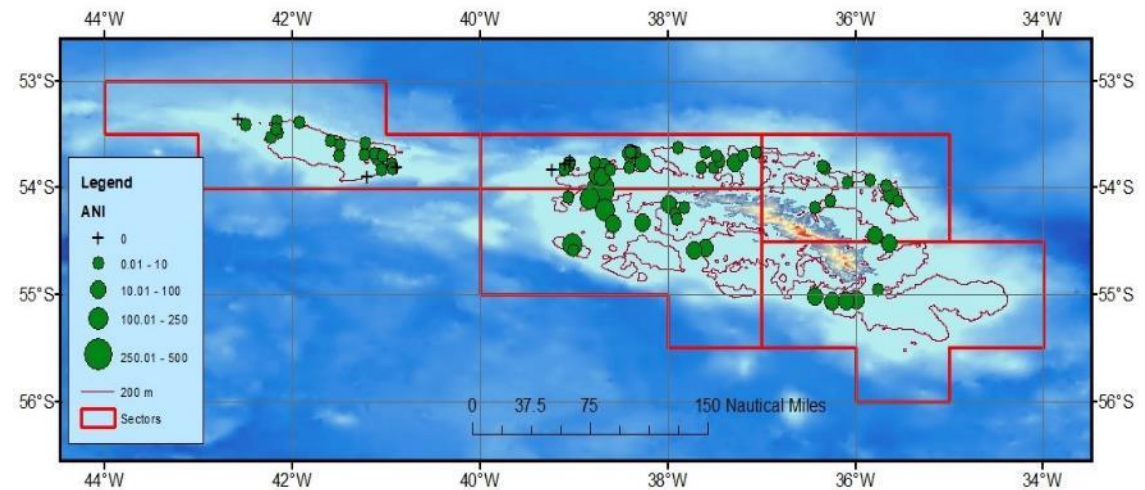 44°W 42°W 40°W 38°W 36°W 34°W
53°S 53°S
54°S 54°S
55°S 55°S
56°S 56°S
Legend
ANI
0
0.01 - 10
10.01 - 100
100.01 - 250
250.01 - 500
200 m
Sectors
0 37.5 75 150 Nautical Miles
44°W 42°W 40°W 38°W 36°W 34°W